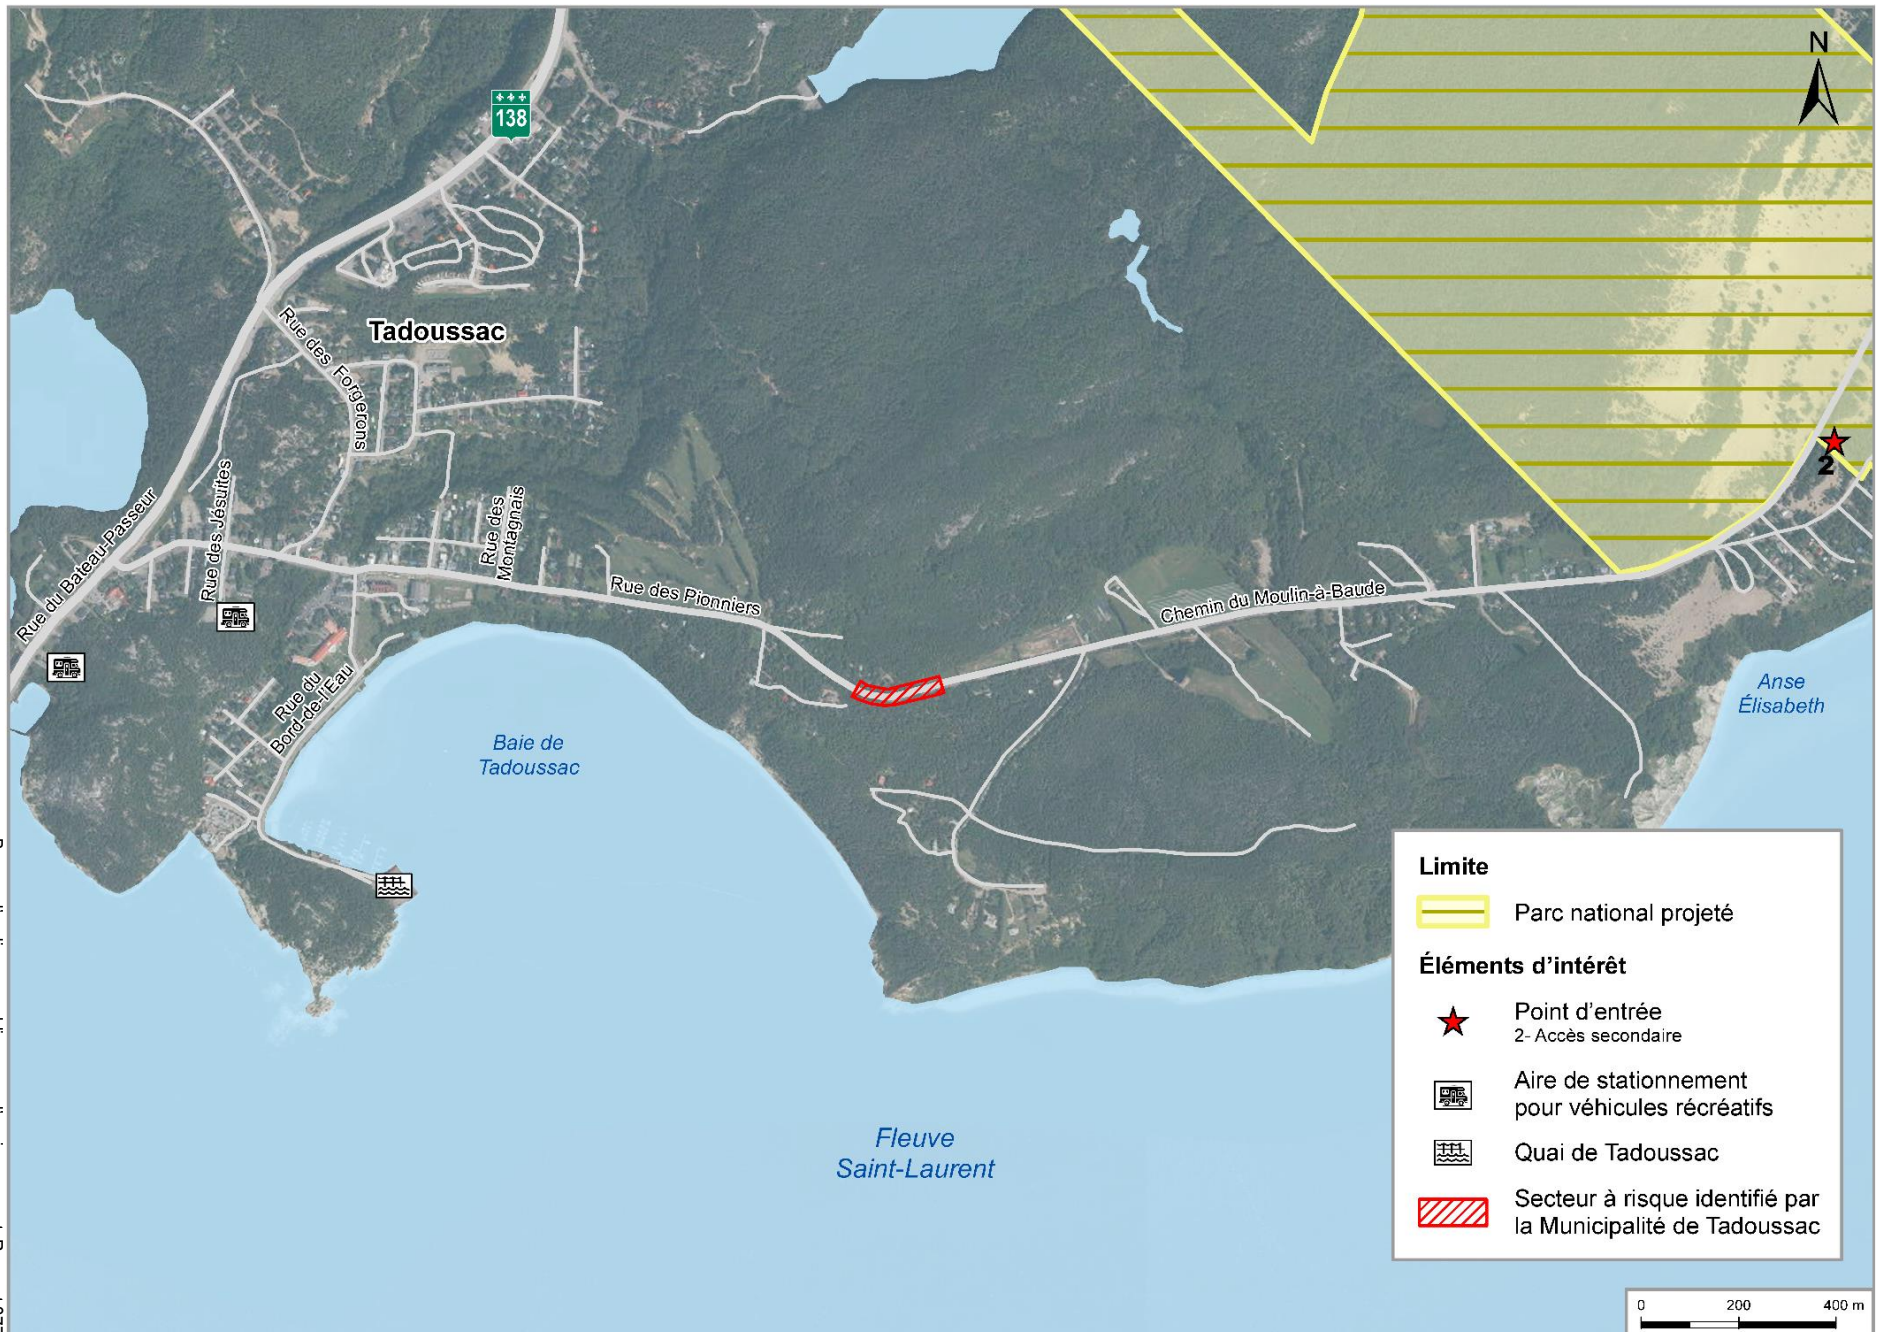 N
138
Tadoussac
Rue des Forgerons
Rue des Jésuites
Rue du Bateau-Passeur
Rue des
Montagnais
Rue des Pionniers
Chemin du Moulin-à-Baude
2
Rue du
Bord-de-l'Eau
Baie de
Tadoussac
Anse
Élisabeth
Fleuve
Saint-Laurent
Limite
Parc national projeté
Éléments d'intérêt
Point d'entrée
2- Accès secondaire
Aire de stationnement
pour véhicules récréatifs
Quai de Tadoussac
Secteur à risque identifié par
la Municipalité de Tadoussac
0 200 400 m